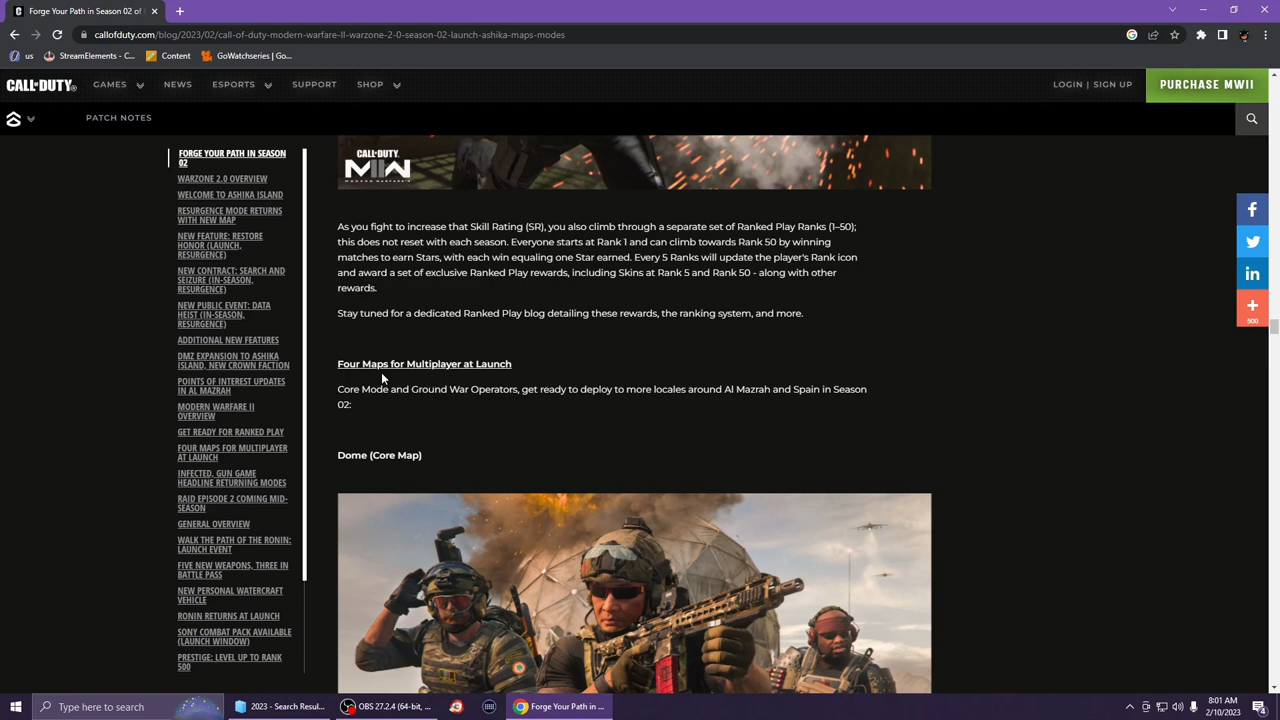 Forge Your Path in Season 02 | 
callofduty.com/blog/2023/02/call-of-duty-modern-warfare-II-warzone-2-0-season-02-launch-ashika-maps-modes
us
StreamElements - C...
Content
GoWatchseries | Go...
CALL OF DUTY
GAMES
NEWS
ESPORTS
SUPPORT
SHOP
LOGIN | SIGN UP
PURCHASE MWII
PATCH NOTES
FORGE YOUR PATH IN SEASON
02
WARZONE 2.0 OVERVIEW
WELCOME TO ASHIKA ISLAND
RESURGENCE MODE RETURNS
WITH NEW MAP
NEW FEATURE: RESTORE
HONOR (LAUNCH,
RESURGENCE)
NEW CONTRACT: SEARCH AND
SEIZURE (IN-SEASON,
RESURGENCE)
NEW PUBLIC EVENT: DATA
HEIST (IN-SEASON,
RESURGENCE)
ADDITIONAL NEW FEATURES
DMZ EXPANSION TO ASHIKA
ISLAND, NEW CROWN FACTION
POINTS OF INTEREST UPDATES
IN AL MAZRAH
MODERN WARFARE II
OVERVIEW
GET READY FOR RANKED PLAY
FOUR MAPS FOR MULTIPLAYER
AT LAUNCH
INFECTED, GUN GAME
HEADLINE RETURNING MODES
RAID EPISODE 2 COMING MID-
SEASON
GENERAL OVERVIEW
WALK THE PATH OF THE RONIN:
LAUNCH EVENT
FIVE NEW WEAPONS, THREE IN
BATTLE PASS
NEW PERSONAL WATERCRAFT
VEHICLE
RONIN RETURNS AT LAUNCH
SONY COMBAT PACK AVAILABLE
(LAUNCH WINDOW)
PRESTIGE: LEVEL UP TO RANK
500
CALL OF DUTY
MWII
MODERN WARFARE II
As you fight to increase that Skill Rating (SR), you also climb through a separate set of Ranked Play Ranks (1–50);
this does not reset with each season. Everyone starts at Rank 1 and can climb towards Rank 50 by winning
matches to earn Stars, with each win equaling one Star earned. Every 5 Ranks will update the player's Rank icon
and award a set of exclusive Ranked Play rewards, including Skins at Rank 5 and Rank 50 - along with other
rewards.
Stay tuned for a dedicated Ranked Play blog detailing these rewards, the ranking system, and more.
Four Maps for Multiplayer at Launch
Core Mode and Ground War Operators, get ready to deploy to more locales around Al Mazrah and Spain in Season
02:
Dome (Core Map)
500
Type here to search
2023 - Search Resul...
OBS 27.2.4 (64-bit, ...
Forge Your Path in ...
8:01 AM
2/10/2023
4